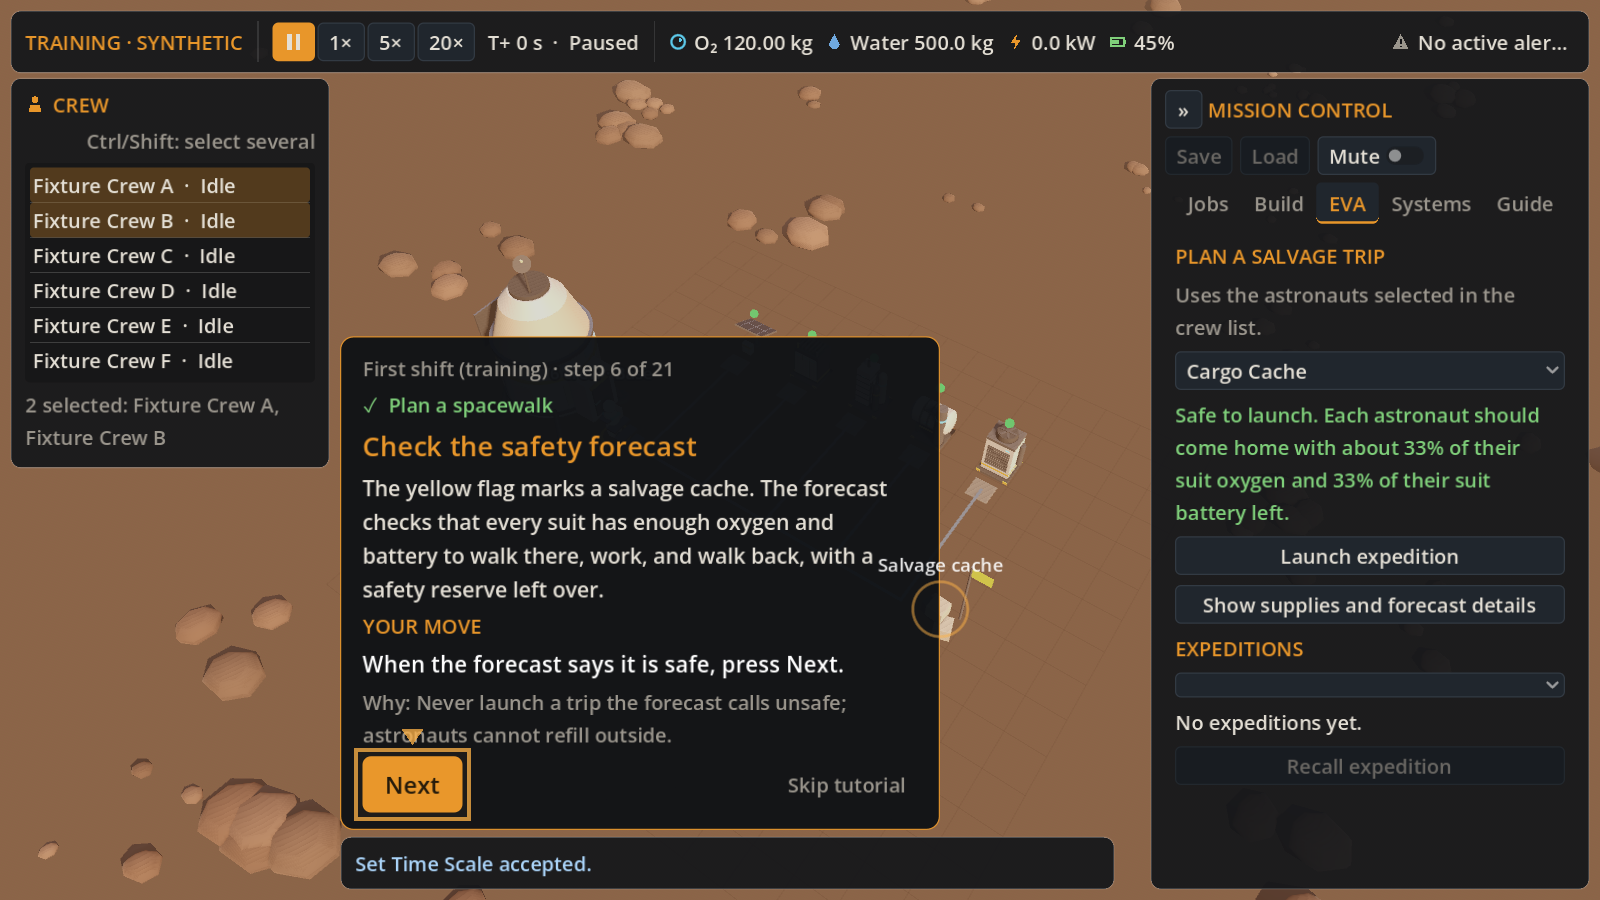 TRAINING · SYNTHETIC
1× 5× 20× T+ 0 s · Paused
O₂ 120.00 kg Water 500.0 kg 0.0 kW 45%
No active aler...
CREW
Ctrl/Shift: select several
Fixture Crew A · Idle
Fixture Crew B · Idle
Fixture Crew C · Idle
Fixture Crew D · Idle
Fixture Crew E · Idle
Fixture Crew F · Idle
2 selected: Fixture Crew A,
Fixture Crew B
First shift (training) · step 6 of 21
✓ Plan a spacewalk
Check the safety forecast
The yellow flag marks a salvage cache. The forecast
checks that every suit has enough oxygen and
battery to walk there, work, and walk back, with a
safety reserve left over.
YOUR MOVE
When the forecast says it is safe, press Next.
Why: Never launch a trip the forecast calls unsafe;
astronauts cannot refill outside.
Next
Skip tutorial
Salvage cache
Set Time Scale accepted.
» MISSION CONTROL
Save Load Mute
Jobs Build EVA Systems Guide
PLAN A SALVAGE TRIP
Uses the astronauts selected in the
crew list.
Cargo Cache
Safe to launch. Each astronaut should
come home with about 33% of their
suit oxygen and 33% of their suit
battery left.
Launch expedition
Show supplies and forecast details
EXPEDITIONS
No expeditions yet.
Recall expedition